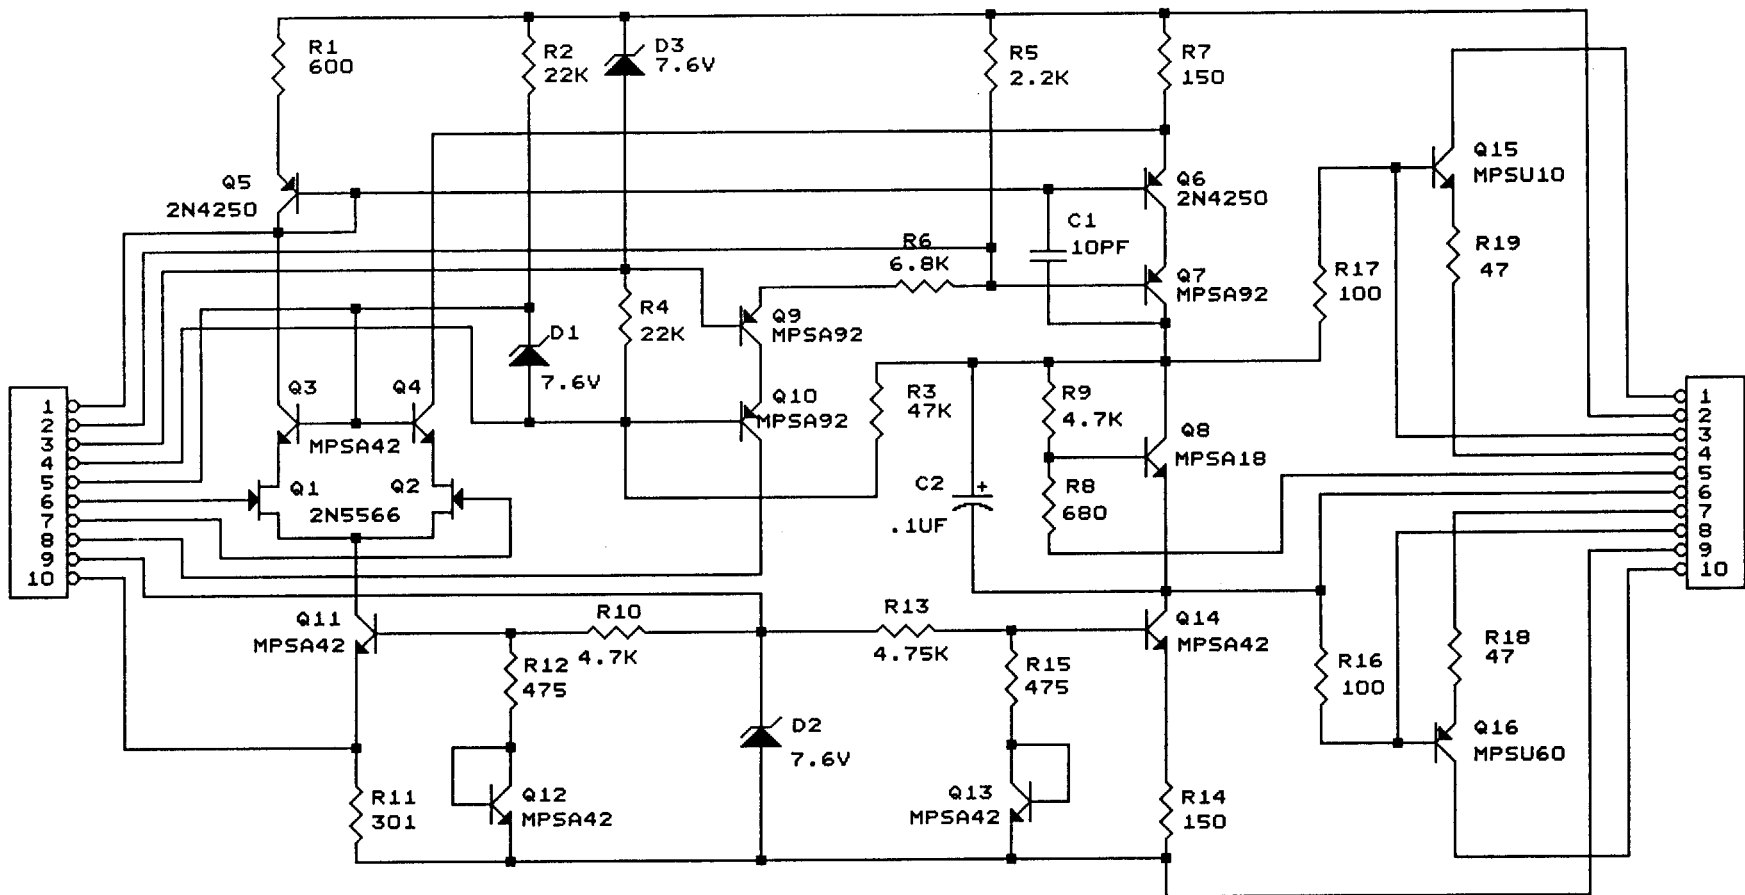 R1
600
R2
22K
D3
7.6V
R5
2.2K
R7
150
Q15
MPSU10
Q5
2N4250
Q6
2N4250
C1
10PF
R19
47
R6
6.8K
R17
100
Q7
MPSA92
R4
22K
Q9
MPSA92
D1
7.6V
Q3
Q4
MPSA42
R3
47K
R9
4.7K
Q10
MPSA92
Q8
MPSA18
1
2
3
4
5
6
7
8
9
10
Q1
Q2
2N5566
C2
+
.1UF
R8
680
1
2
3
4
5
6
7
8
9
10
Q11
MPSA42
R10
4.7K
R13
4.75K
Q14
MPSA42
R12
475
R15
475
R18
47
R16
100
D2
7.6V
Q16
MPSU60
R11
301
Q12
MPSA42
Q13
MPSA42
R14
150